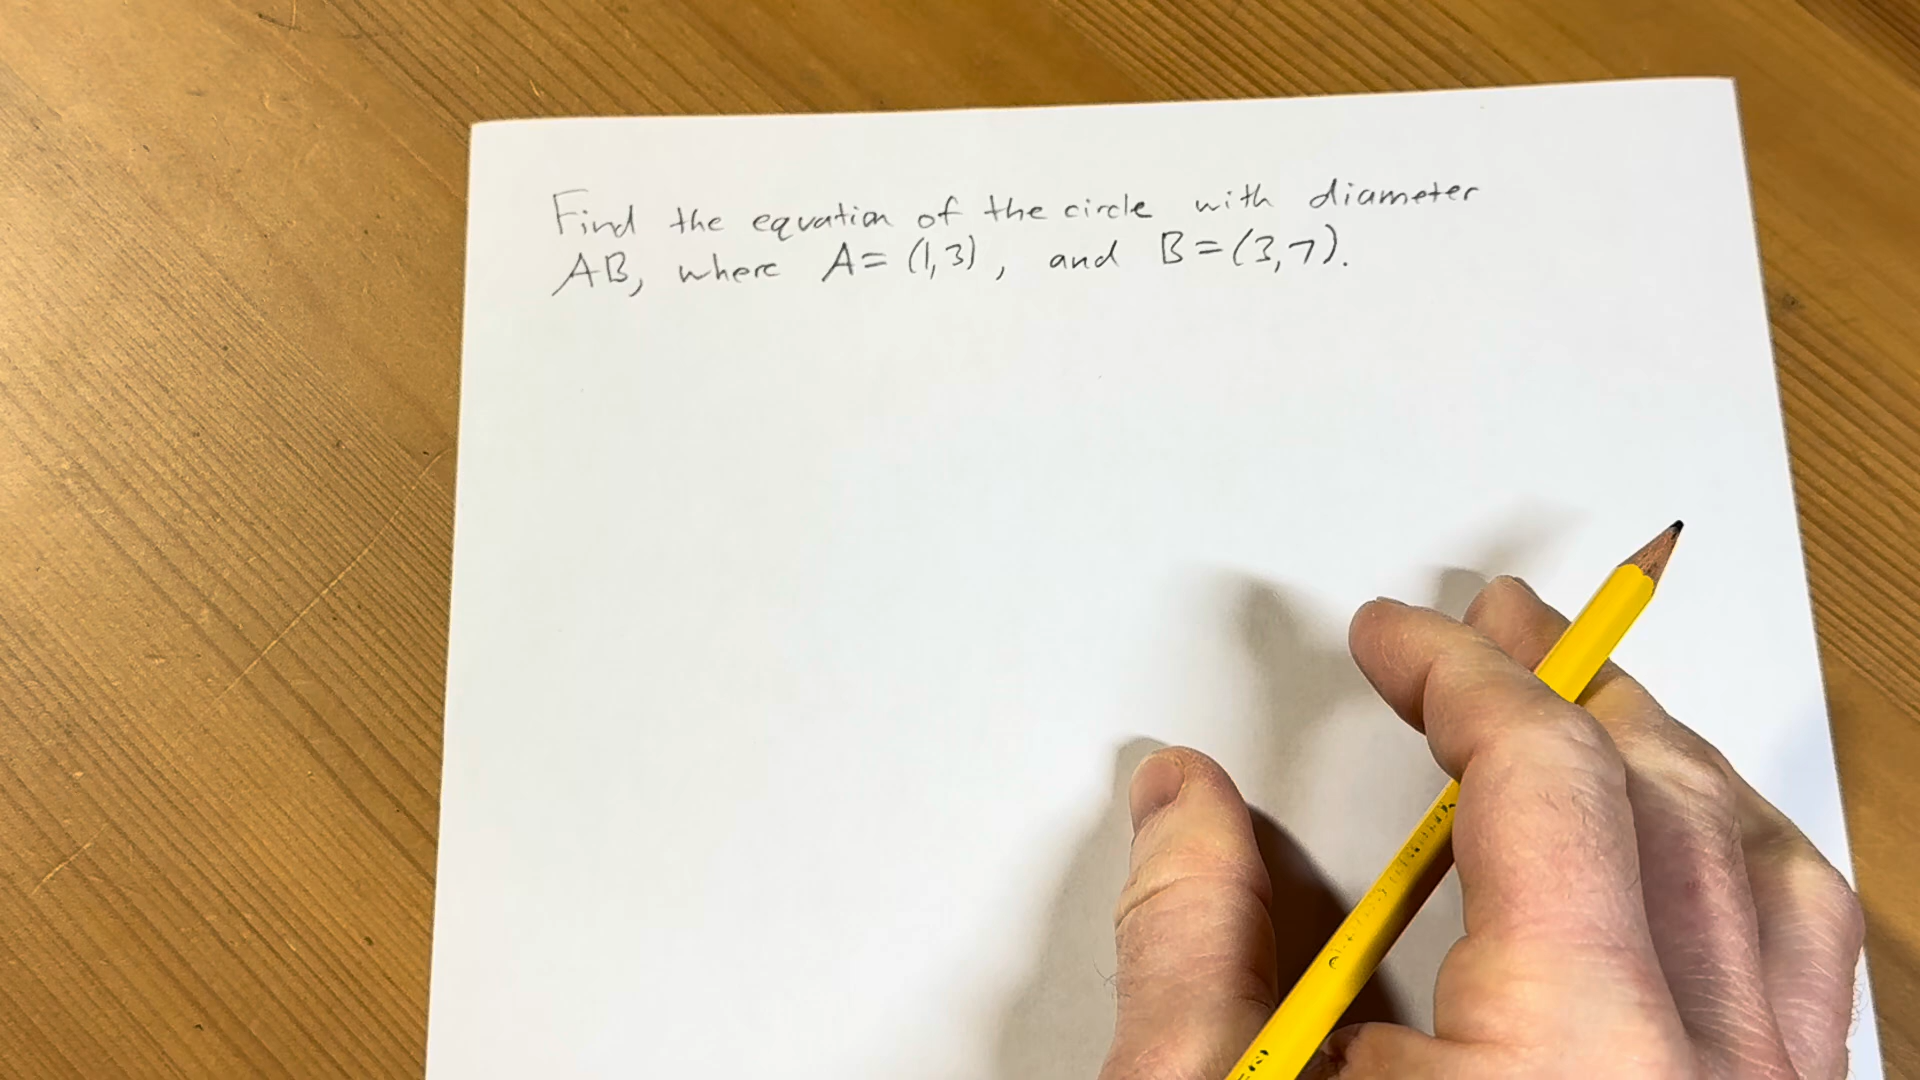 Find the equation of the circle with diameter
AB, where A = (1,3), and B = (3,7).